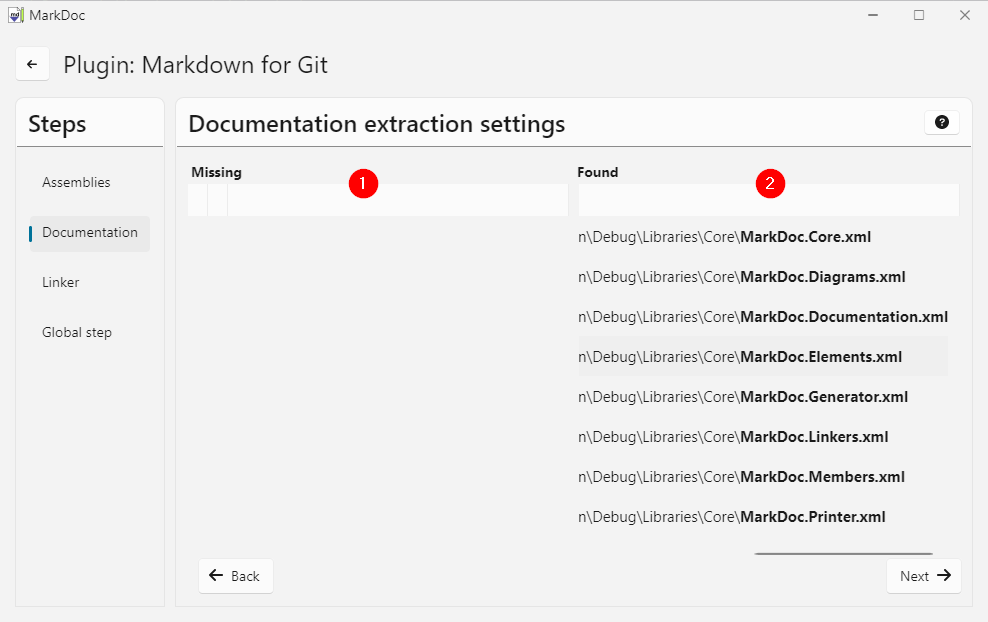 MarkDoc
Plugin: Markdown for Git
Steps
Assemblies
Documentation
Linker
Global step
Documentation extraction settings
?
Missing
1
Found
2
n\Debug\Libraries\Core\MarkDoc.Core.xml
n\Debug\Libraries\Core\MarkDoc.Diagrams.xml
n\Debug\Libraries\Core\MarkDoc.Documentation.xml
n\Debug\Libraries\Core\MarkDoc.Elements.xml
n\Debug\Libraries\Core\MarkDoc.Generator.xml
n\Debug\Libraries\Core\MarkDoc.Linkers.xml
n\Debug\Libraries\Core\MarkDoc.Members.xml
n\Debug\Libraries\Core\MarkDoc.Printer.xml
Back
Next